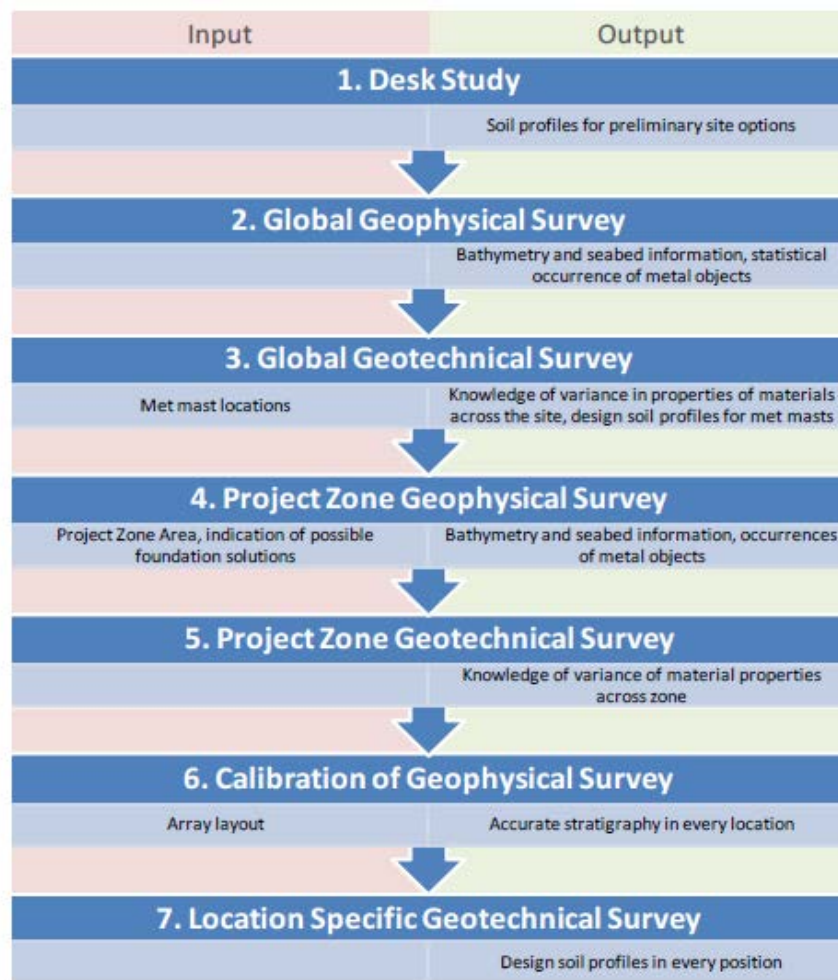 Input
Output
1. Desk Study
Soil profiles for preliminary site options
2. Global Geophysical Survey
Bathymetry and seabed information, statistical
occurrence of metal objects
3. Global Geotechnical Survey
Met mast locations
Knowledge of variance in properties of materials
across the site, design soil profiles for met masts
4. Project Zone Geophysical Survey
Project Zone Area, indication of possible
foundation solutions
Bathymetry and seabed information, occurrences
of metal objects
5. Project Zone Geotechnical Survey
Knowledge of variance of material properties
across zone
6. Calibration of Geophysical Survey
Array layout
Accurate stratigraphy in every location
7. Location Specific Geotechnical Survey
Design soil profiles in every position